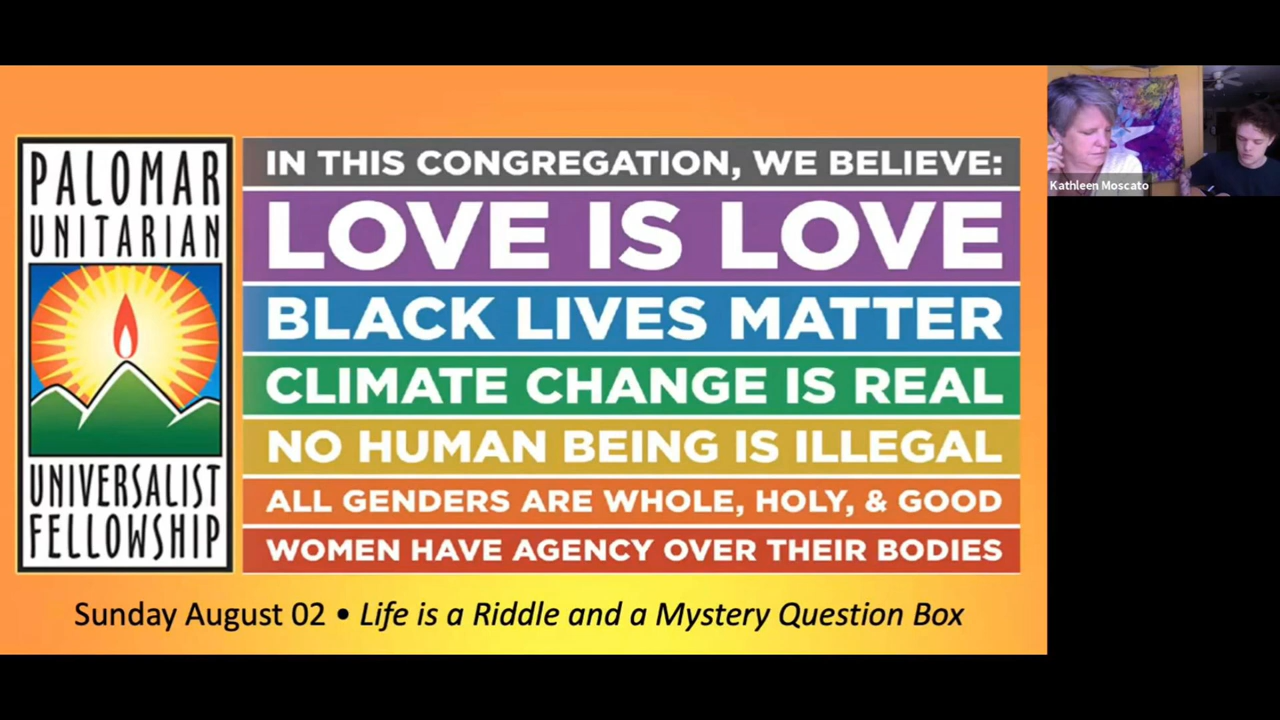 PALOMAR
UNITARIAN
UNIVERSALIST
FELLOWSHIP
IN THIS CONGREGATION, WE BELIEVE:
LOVE IS LOVE
BLACK LIVES MATTER
CLIMATE CHANGE IS REAL
NO HUMAN BEING IS ILLEGAL
ALL GENDERS ARE WHOLE, HOLY, & GOOD
WOMEN HAVE AGENCY OVER THEIR BODIES
Sunday August 02 • Life is a Riddle and a Mystery Question Box
Kathleen Moscato